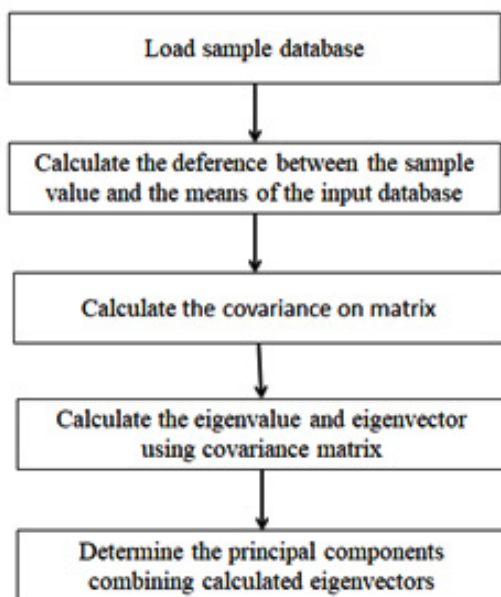 Load sample database
Calculate the deference between the sample
value and the means of the input database
Calculate the covariance on matrix
Calculate the eigenvalue and eigenvector
using covariance matrix
Determine the principal components
combining calculated eigenvectors